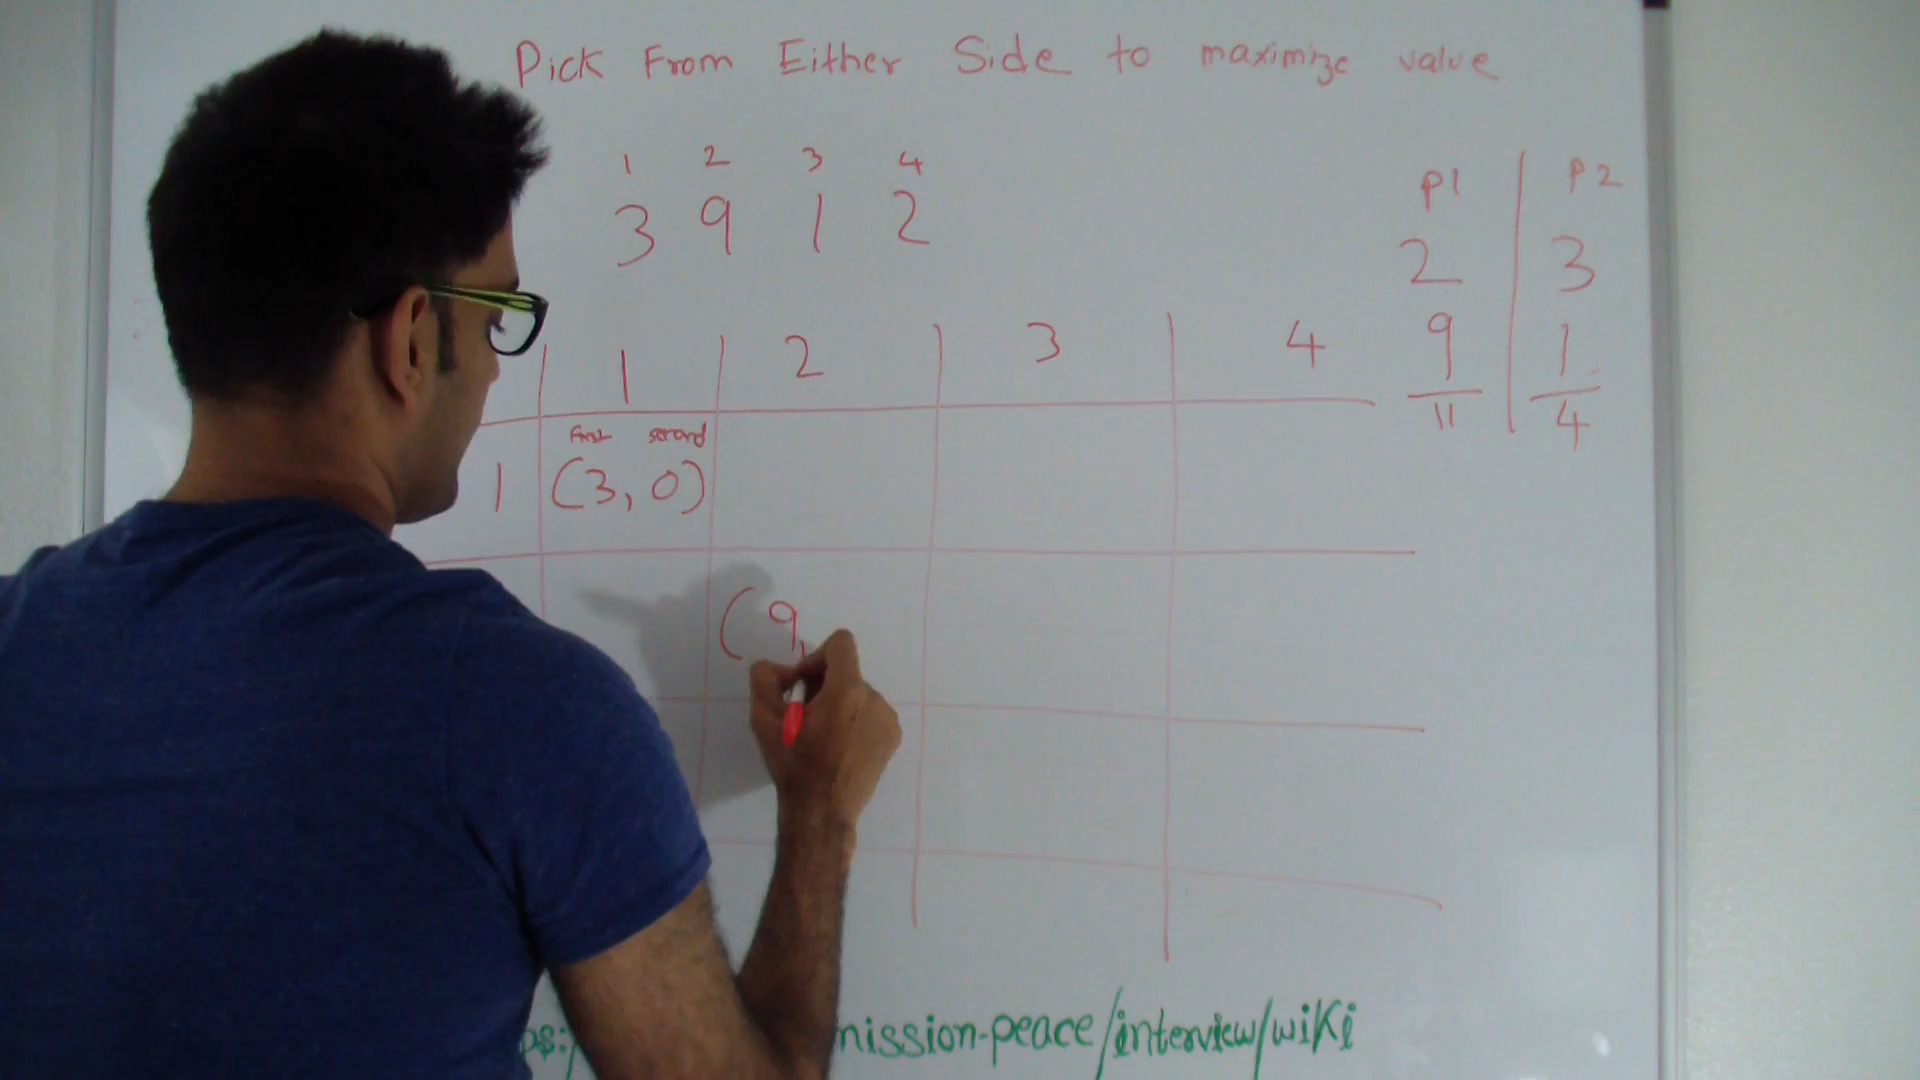 Pick From Either Side to maximize value
1 2 3 4
3 9 1 2
P1 P2
2 3
9 1
11 4
1 2 3 4
First second
1 (3, 0)
(9,
mission-peace/interview/wiki